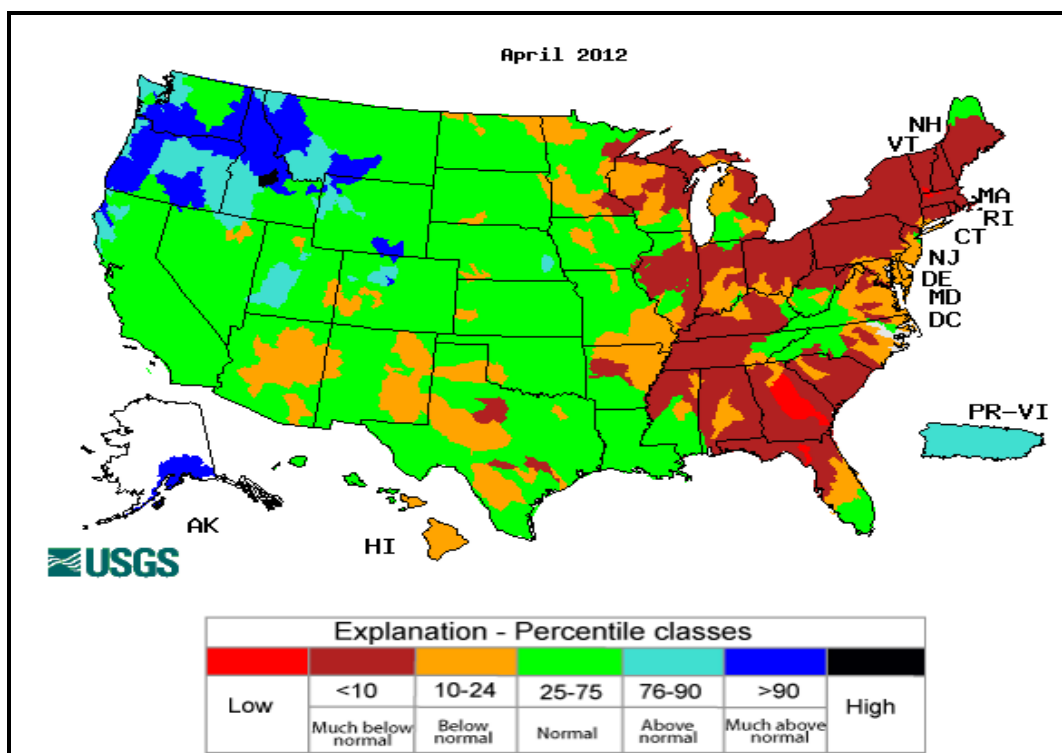 April 2012
NH
VT
MA
RI
CT
NJ
DE
MD
DC
PR-VI
AK
HI
USGS
Explanation - Percentile classes
Low
<10
10-24
25-75
76-90
>90
High
Much below normal
Below normal
Normal
Above normal
Much above normal